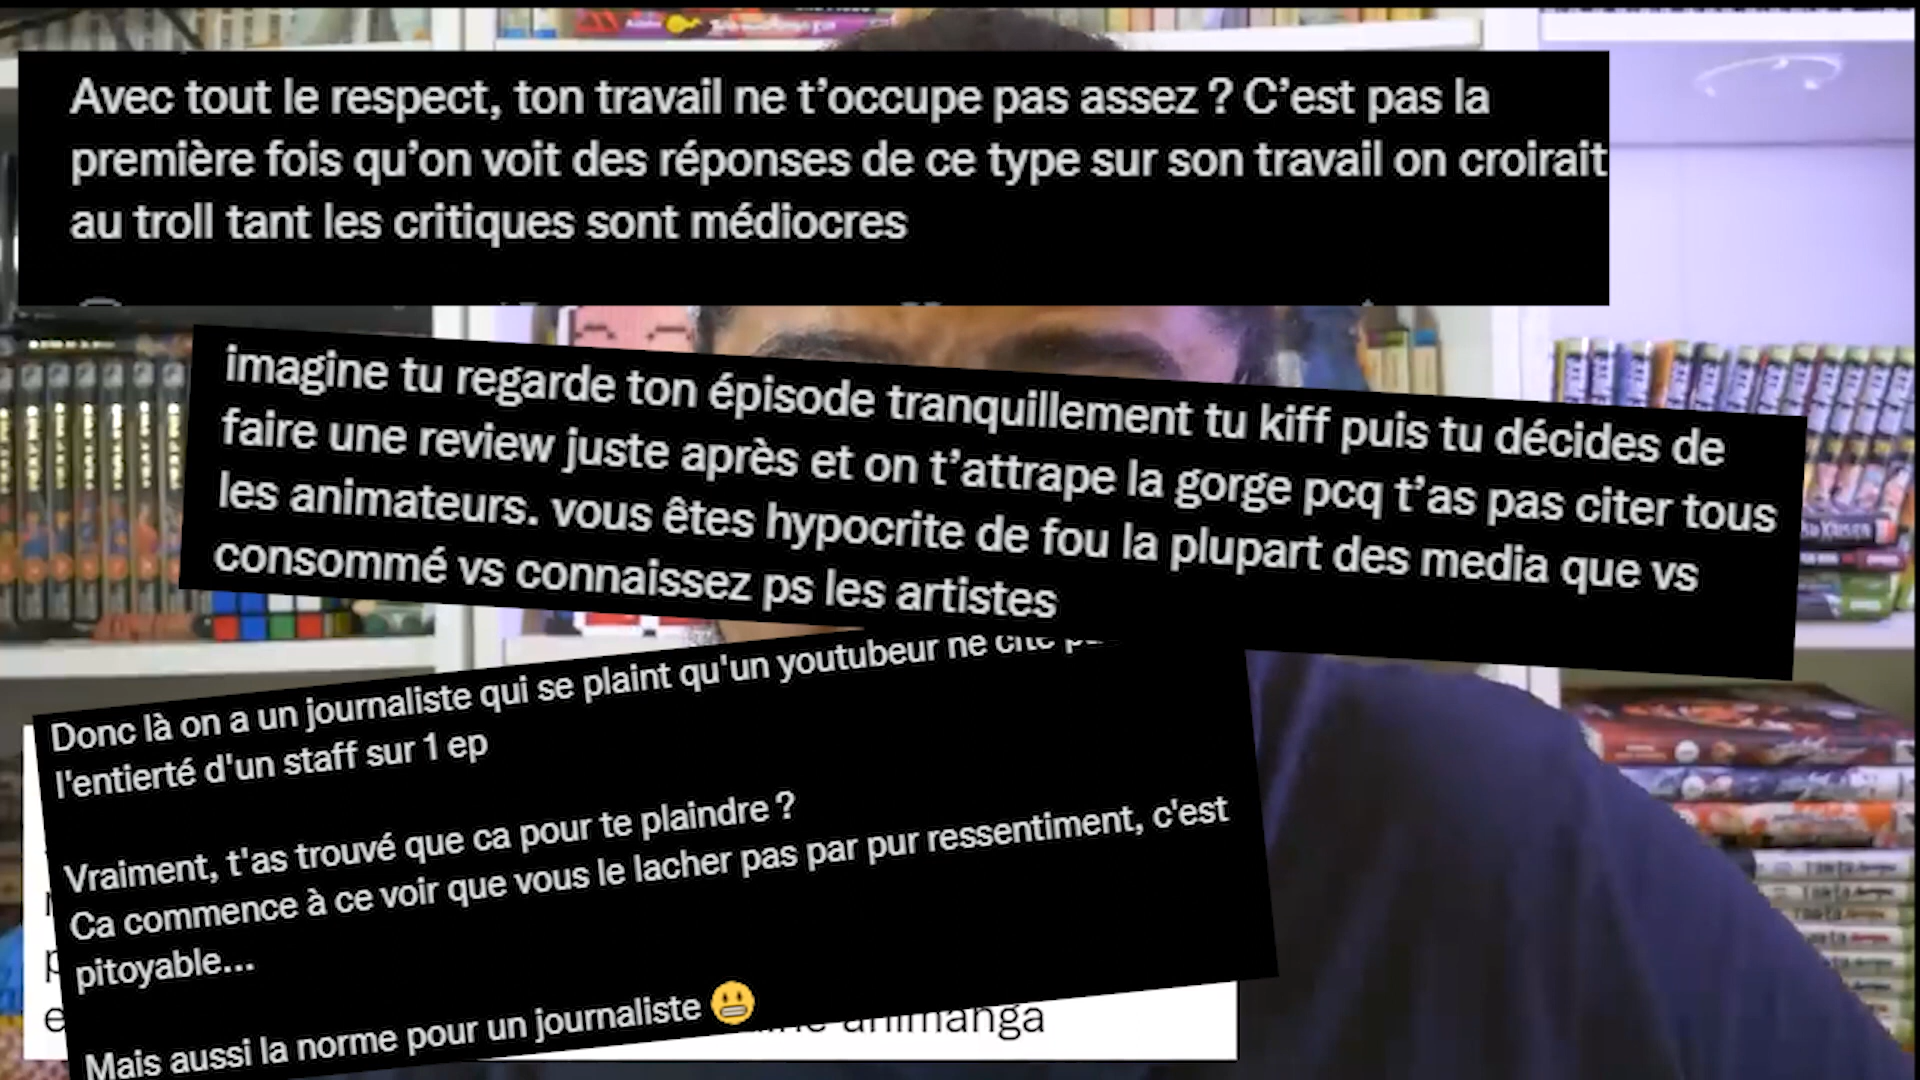 Avec tout le respect, ton travail ne t’occupe pas assez ? C’est pas la
première fois qu’on voit des réponses de ce type sur son travail on croirait
au troll tant les critiques sont médiocres
imagine tu regarde ton épisode tranquillement tu kiff puis tu décides de
faire une review juste après et on t’attrape la gorge pcq t’as pas citer tous
les animateurs. vous êtes hypocrite de fou la plupart des media que vs
consommé vs connaissez ps les artistes
Donc là on a un journaliste qui se plaint qu'un youtubeur ne cite
l'entierté d'un staff sur 1 ep
Vraiment, t'as trouvé que ca pour te plaindre ?
Ca commence à ce voir que vous le lacher pas par pur ressentiment, c'est
pitoyable...
Mais aussi la norme pour un journaliste 😬
animanga